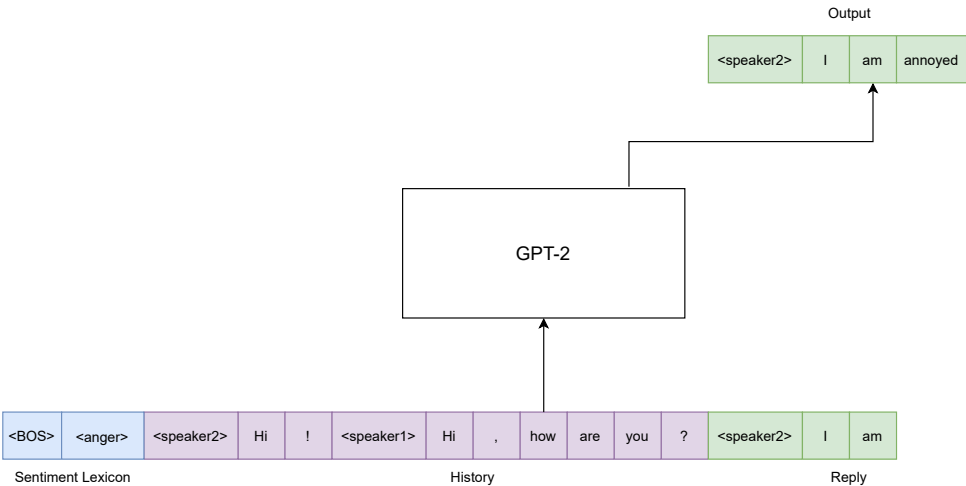 Output
<speaker2> I am annoyed
GPT-2
<BOS> <anger> <speaker2> Hi ! <speaker1> Hi , how are you ? <speaker2> I am
Sentiment Lexicon History Reply